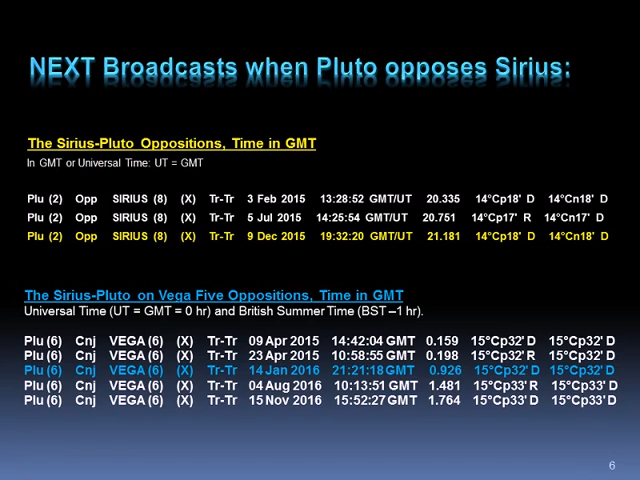 NEXT Broadcasts when Pluto opposes Sirius:
The Sirius-Pluto Oppositions, Time in GMT
In GMT or Universal Time: UT = GMT
Plu (2) Opp SIRIUS (8) (X) Tr-Tr 3 Feb 2015 13:28:52 GMT/UT 20.335 14°Cp18' D 14°Cn18' D
Plu (2) Opp SIRIUS (8) (X) Tr-Tr 5 Jul 2015 14:25:54 GMT/UT 20.751 14°Cp17' R 14°Cn17' D
Plu (2) Opp SIRIUS (8) (X) Tr-Tr 9 Dec 2015 19:32:20 GMT/UT 21.181 14°Cp18' D 14°Cn18' D
The Sirius-Pluto on Vega Five Oppositions, Time in GMT
Universal Time (UT = GMT = 0 hr) and British Summer Time (BST –1 hr).
Plu (6) Cnj VEGA (6) (X) Tr-Tr 09 Apr 2015 14:42:04 GMT 0.159 15°Cp32' D 15°Cp32' D
Plu (6) Cnj VEGA (6) (X) Tr-Tr 23 Apr 2015 10:58:55 GMT 0.198 15°Cp32' R 15°Cp32' D
Plu (6) Cnj VEGA (6) (X) Tr-Tr 14 Jan 2016 21:21:18 GMT 0.926 15°Cp32' D 15°Cp32' D
Plu (6) Cnj VEGA (6) (X) Tr-Tr 04 Aug 2016 10:13:51 GMT 1.481 15°Cp33' R 15°Cp33' D
Plu (6) Cnj VEGA (6) (X) Tr-Tr 15 Nov 2016 15:52:27 GMT 1.764 15°Cp33' D 15°Cp33' D
6